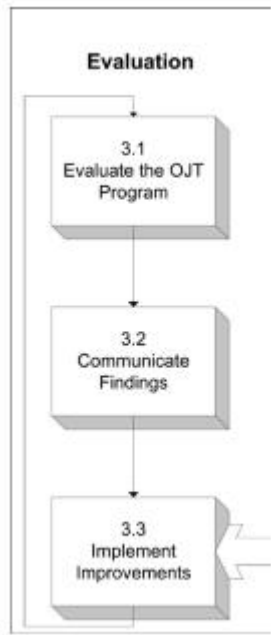 Evaluation
3.1
Evaluate the OJT
Program
3.2
Communicate
Findings
3.3
Implement
Improvements